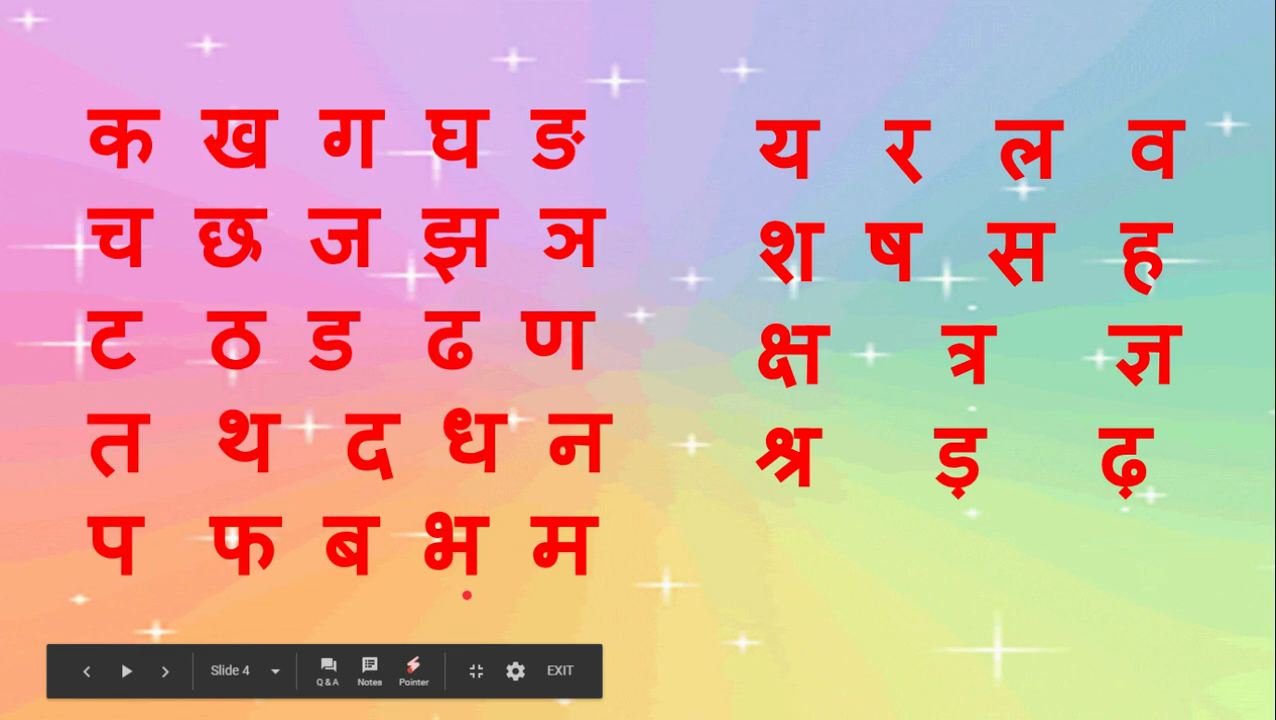 क ख ग घ ङ
च छ ज झ ञ
ट ठ ड ढ ण
त थ द ध न
प फ ब भ म
य र ल व
श ष स ह
क्ष त्र ज्ञ
श्र ड़ ढ़
Slide 4
Q & A Notes Pointer
EXIT